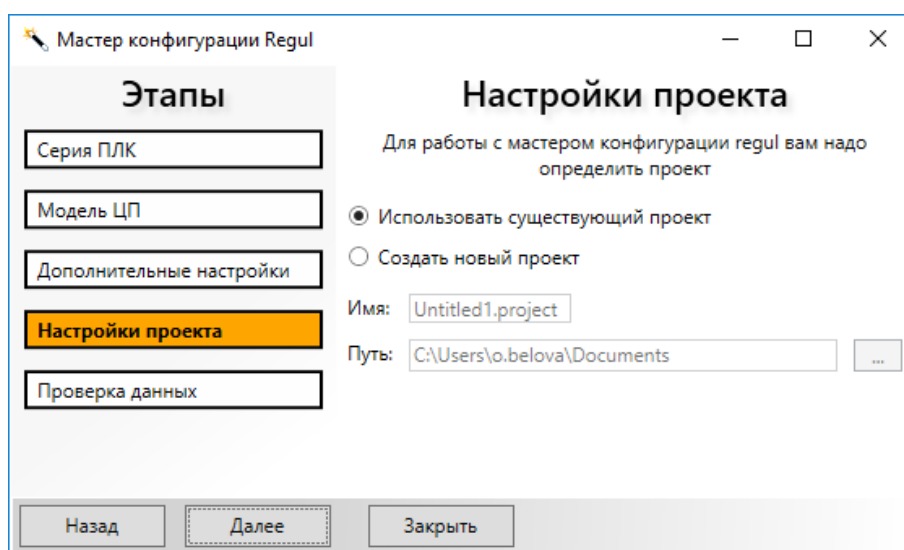 Мастер конфигурации Regul
Этапы
Серия ПЛК
Модель ЦП
Дополнительные настройки
Настройки проекта
Проверка данных
Настройки проекта
Для работы с мастером конфигурации regul вам надо
определить проект
Использовать существующий проект
Создать новый проект
Имя: Untitled1.project
Путь: C:\Users\o.belova\Documents ...
Назад Далее Закрыть